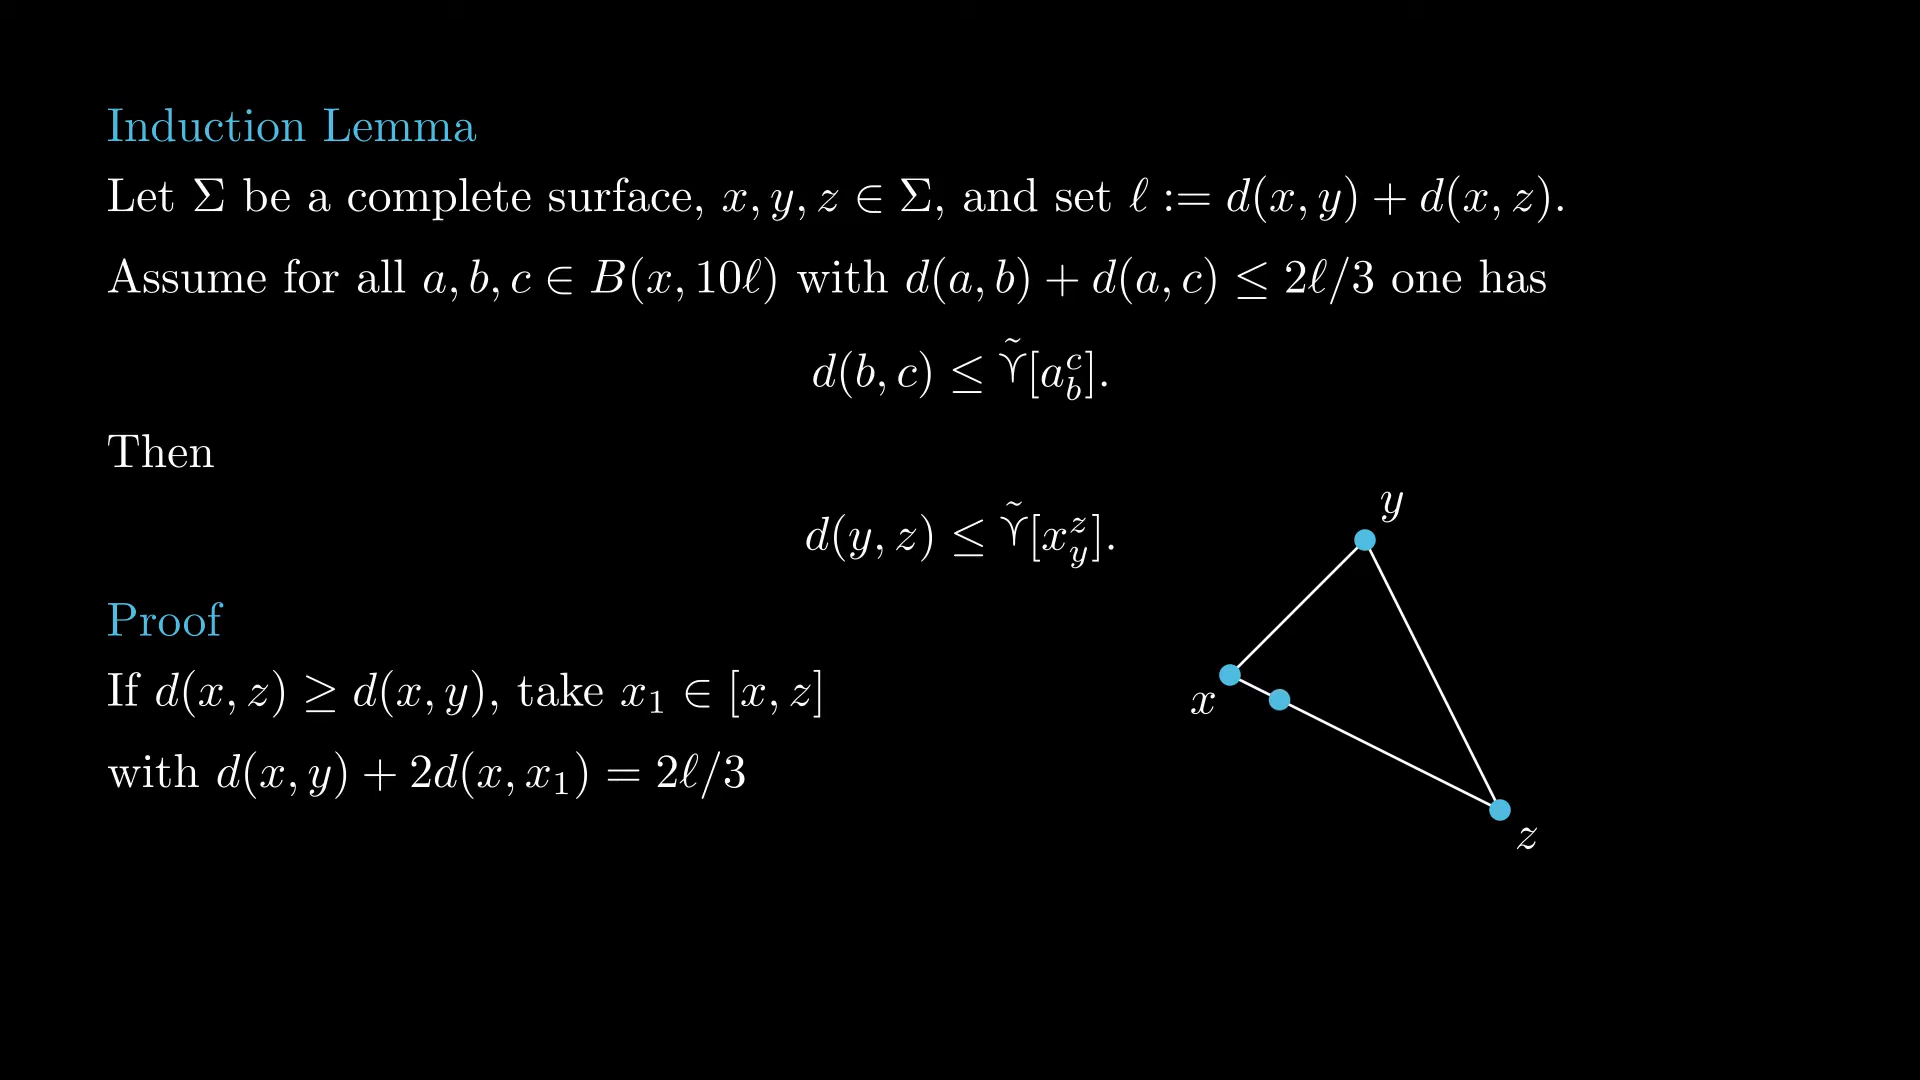 Induction Lemma
Let Σ be a complete surface, x, y, z ∈ Σ, and set ℓ := d(x, y) + d(x, z).
Assume for all a, b, c ∈ B(x, 10ℓ) with d(a, b) + d(a, c) ≤ 2ℓ/3 one has
d(b, c) ≤ ϒ̃[a_b^c].
Then
d(y, z) ≤ ϒ̃[x_y^z].
Proof
If d(x, z) ≥ d(x, y), take x₁ ∈ [x, z]
with d(x, y) + 2d(x, x₁) = 2ℓ/3
y
x
z